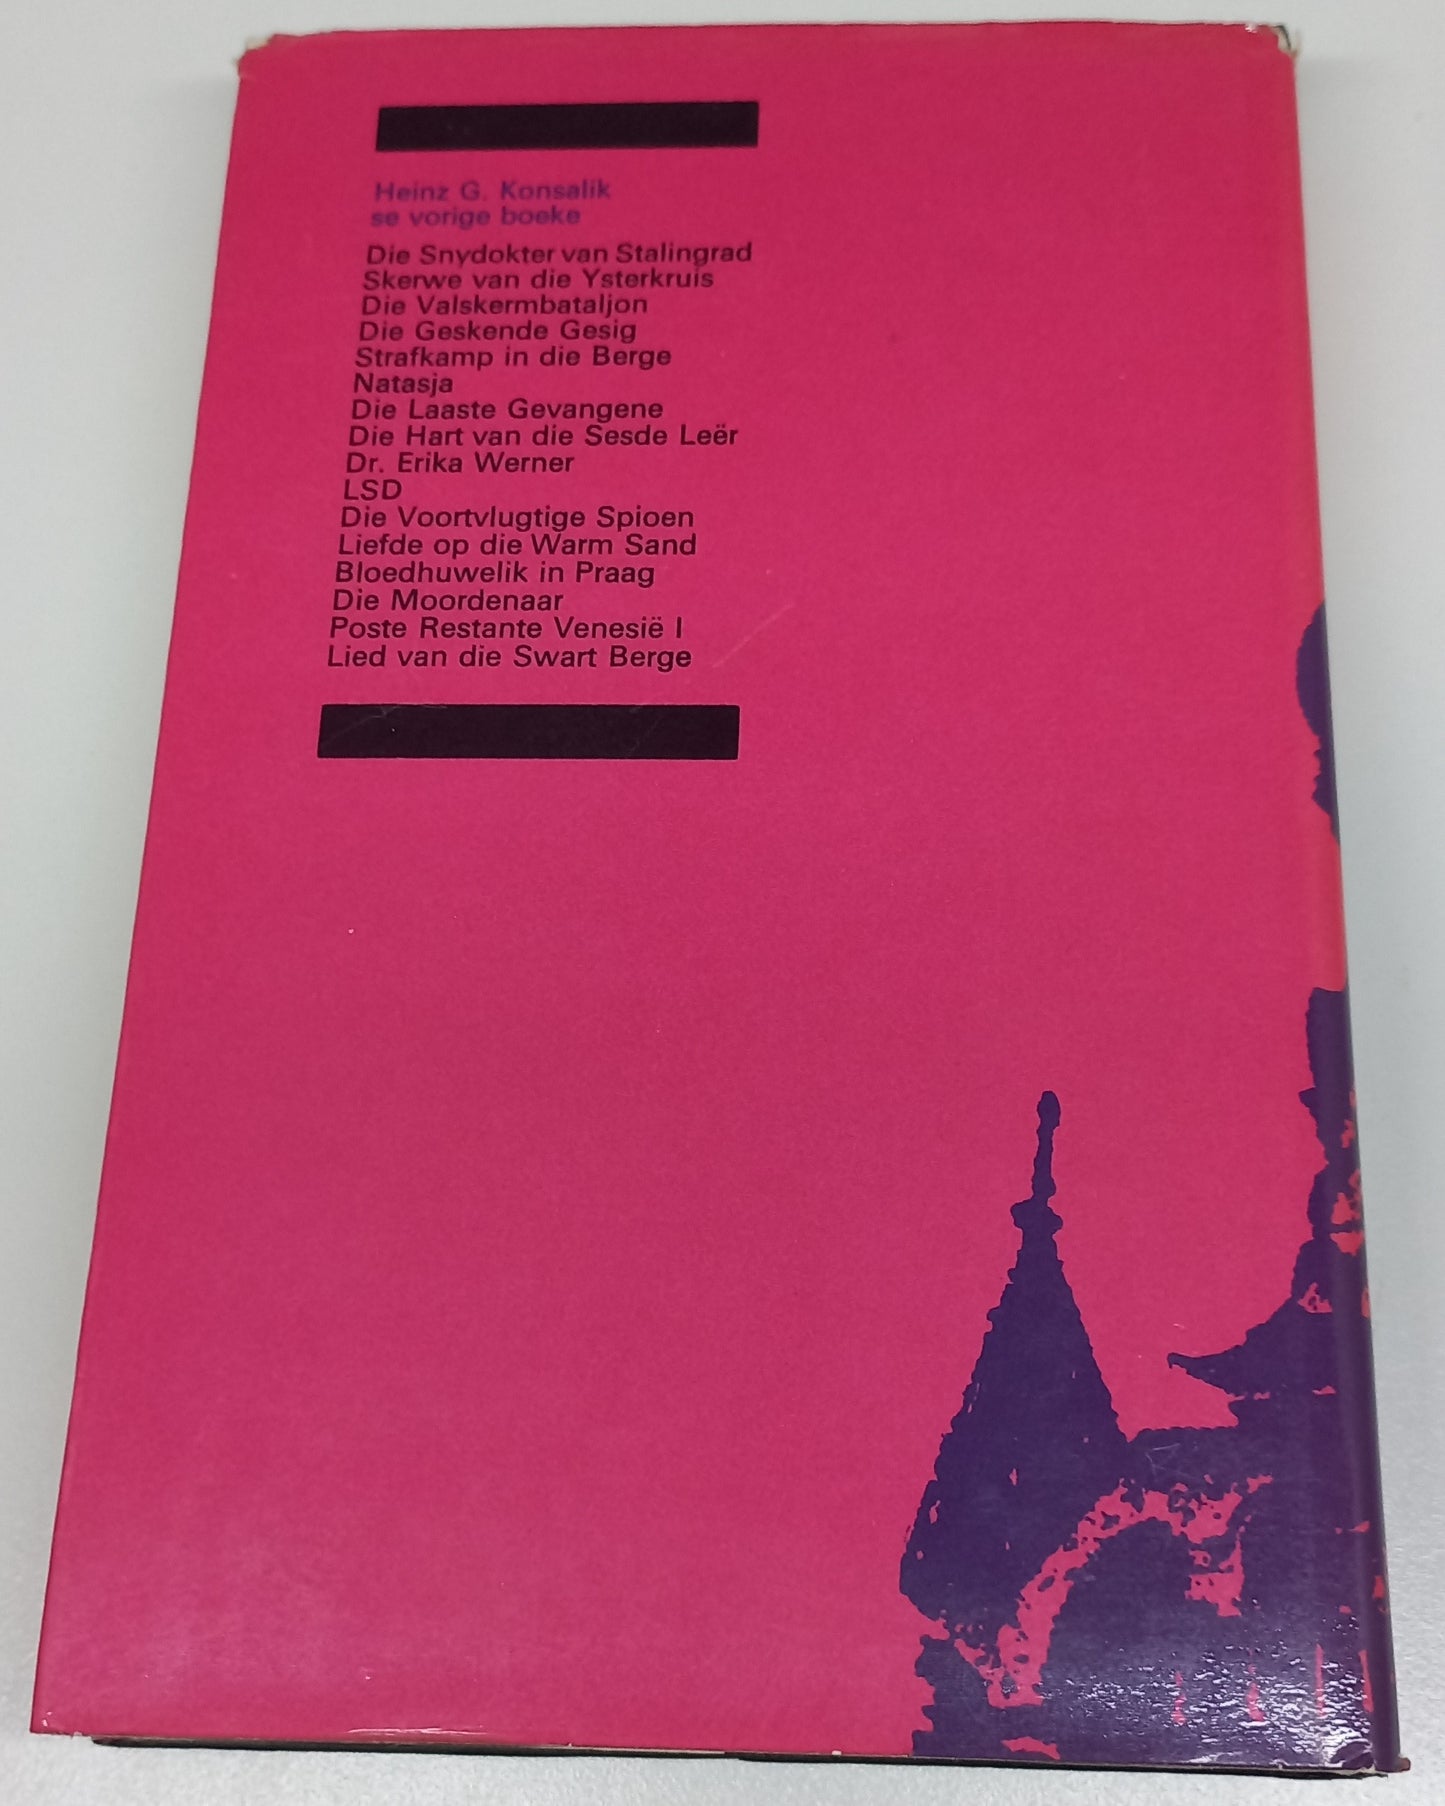 Heinz G. Konsalik
se vorige boeke
Die Snydokter van Stalingrad
Skerwe van die Ysterkruis
Die Valskermbataljon
Die Geskende Gesig
Strafkamp in die Berge
Natasja
Die Laaste Gevangene
Die Hart van die Sesde Leër
Dr. Erika Werner
LSD
Die Voortvlugtige Spioen
Liefde op die Warm Sand
Bloedhuwelik in Praag
Die Moordenaar
Poste Restante Venesië I
Lied van die Swart Berge